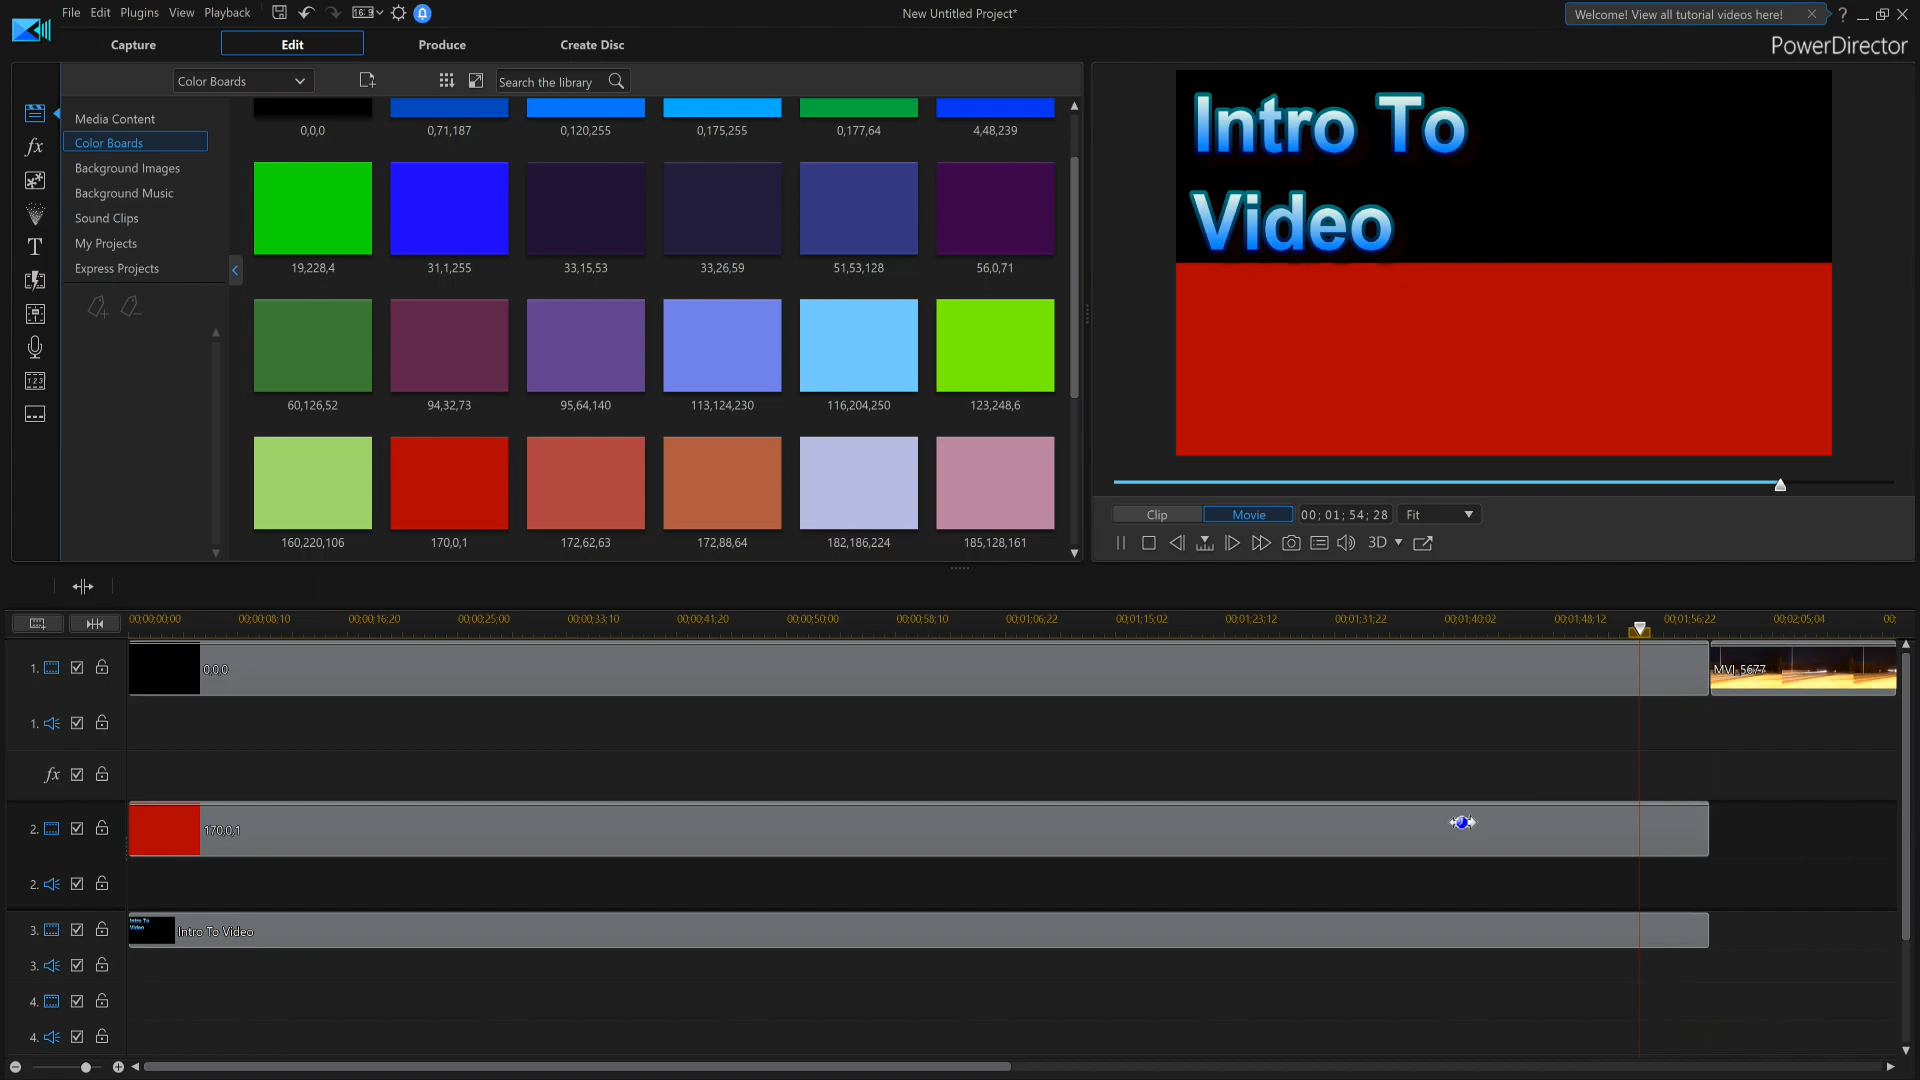 File Edit Plugins View Playback
16:9
New Untitled Project*
Welcome! View all tutorial videos here!
?
Capture
Edit
Produce
Create Disc
PowerDirector
Color Boards
Search the library
Media Content
Color Boards
Background Images
Background Music
Sound Clips
My Projects
Express Projects
fx
T
0,0,0
0,71,187
0,120,255
0,175,255
0,177,64
4,48,239
19,228,4
31,1,255
33,15,53
33,26,59
51,53,128
56,0,71
60,126,52
94,32,73
95,64,140
113,124,230
116,204,250
123,248,6
160,220,106
170,0,1
172,62,63
172,88,64
182,186,224
185,128,161
Intro To
Video
Clip
Movie
00; 01; 54; 28
Fit
3D
00;00;00;00
00;00;08;10
00;00;16;20
00;00;25;00
00;00;33;10
00;00;41;20
00;00;50;00
00;00;58;10
00;01;06;22
00;01;15;02
00;01;23;12
00;01;31;22
00;01;40;02
00;01;48;12
00;01;56;22
00;02;05;04
00;
1.
0,0,0
MVI_5677
1.
fx
2.
170,0,1
2.
3.
Intro To
Video
Intro To Video
3.
4.
4.